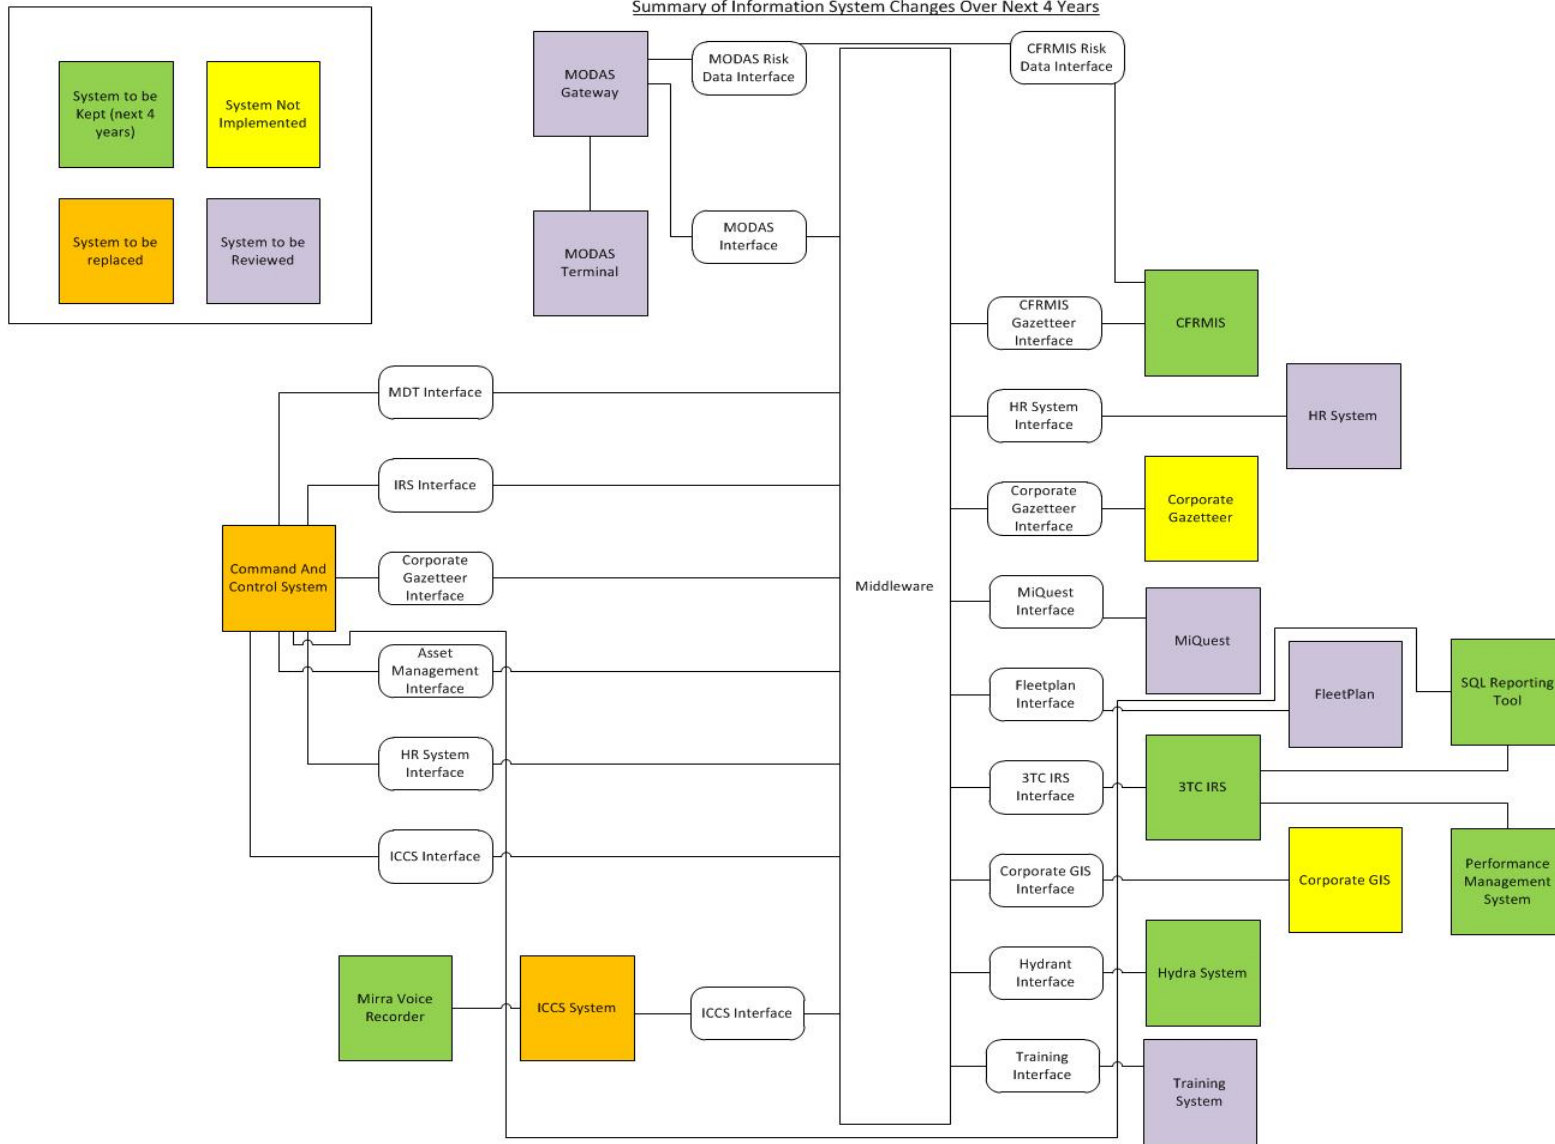 Summary of Information System Changes Over Next 4 Years
System to be
Kept (next 4
years)
System Not
Implemented
System to be
replaced
System to be
Reviewed
MODAS
Gateway
MODAS Risk
Data Interface
CFRMIS Risk
Data Interface
MODAS
Terminal
MODAS
Interface
CFRMIS
Gazetteer
Interface
CFRMIS
MDT Interface
HR System
Interface
HR System
IRS Interface
Corporate
Gazetteer
Interface
Corporate
Gazetteer
Command And
Control System
Corporate
Gazetteer
Interface
Middleware
MiQuest
Interface
MiQuest
Asset
Management
Interface
Fleetplan
Interface
FleetPlan
SQL Reporting
Tool
HR System
Interface
3TC IRS
Interface
3TC IRS
ICCS Interface
Corporate GIS
Interface
Corporate GIS
Performance
Management
System
Mirra Voice
Recorder
ICCS System
ICCS Interface
Hydrant
Interface
Hydra System
Training
Interface
Training
System